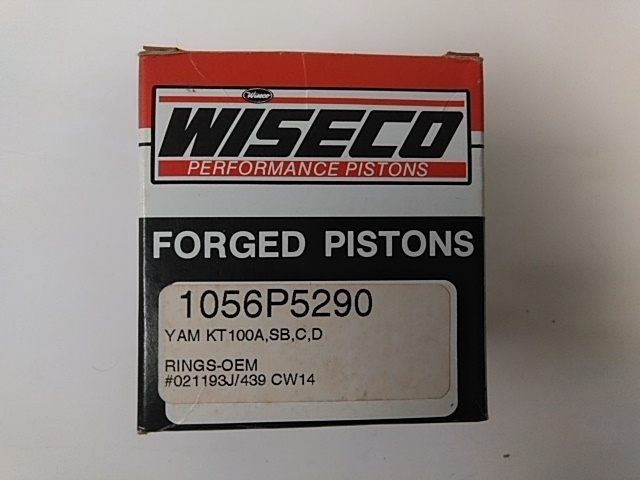 Wiseco
WISECO
PERFORMANCE PISTONS
FORGED PISTONS
1056P5290
YAM KT100A,SB,C,D
RINGS-OEM
#021193J/439 CW14